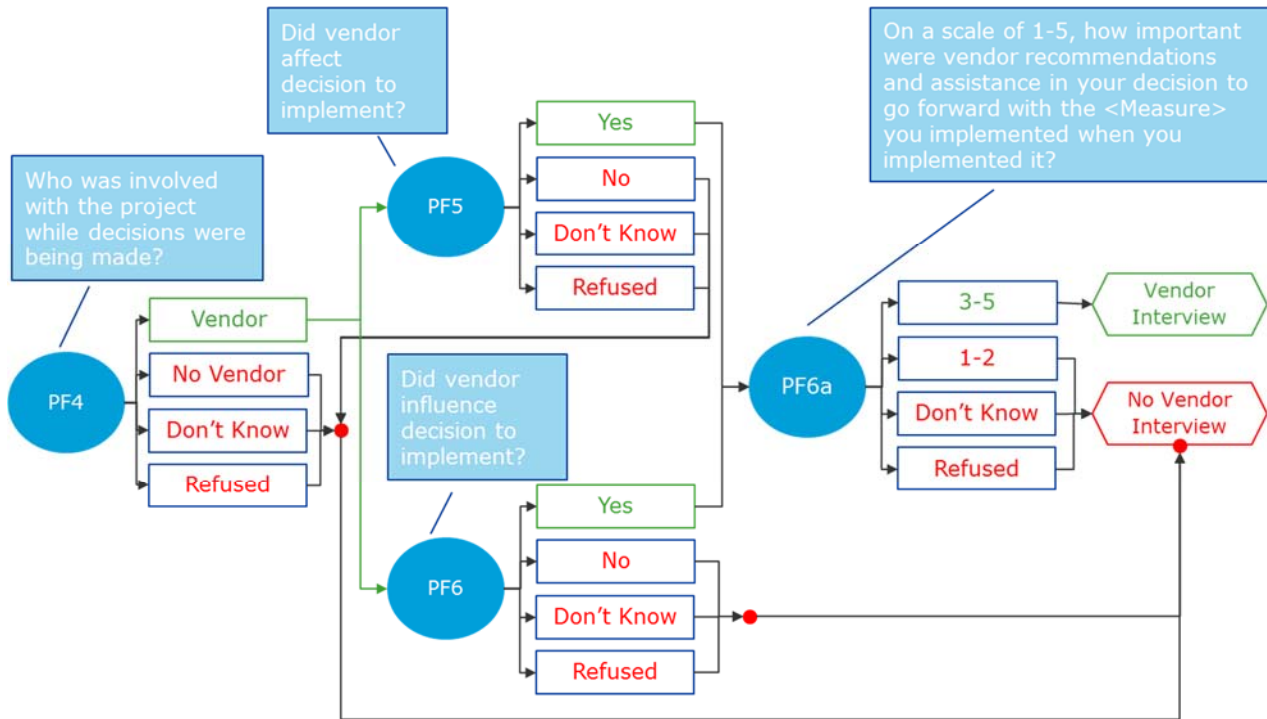 Did vendor
affect
decision to
implement?
On a scale of 1-5, how important
were vendor recommendations
and assistance in your decision to
go forward with the <Measure>
you implemented when you
implemented it?
Who was involved
with the project
while decisions were
being made?
PF5
Yes
No
Don't Know
Refused
PF4
Vendor
No Vendor
Don't Know
Refused
Did vendor
influence
decision to
implement?
PF6
Yes
No
Don't Know
Refused
PF6a
3-5
1-2
Don't Know
Refused
Vendor
Interview
No Vendor
Interview